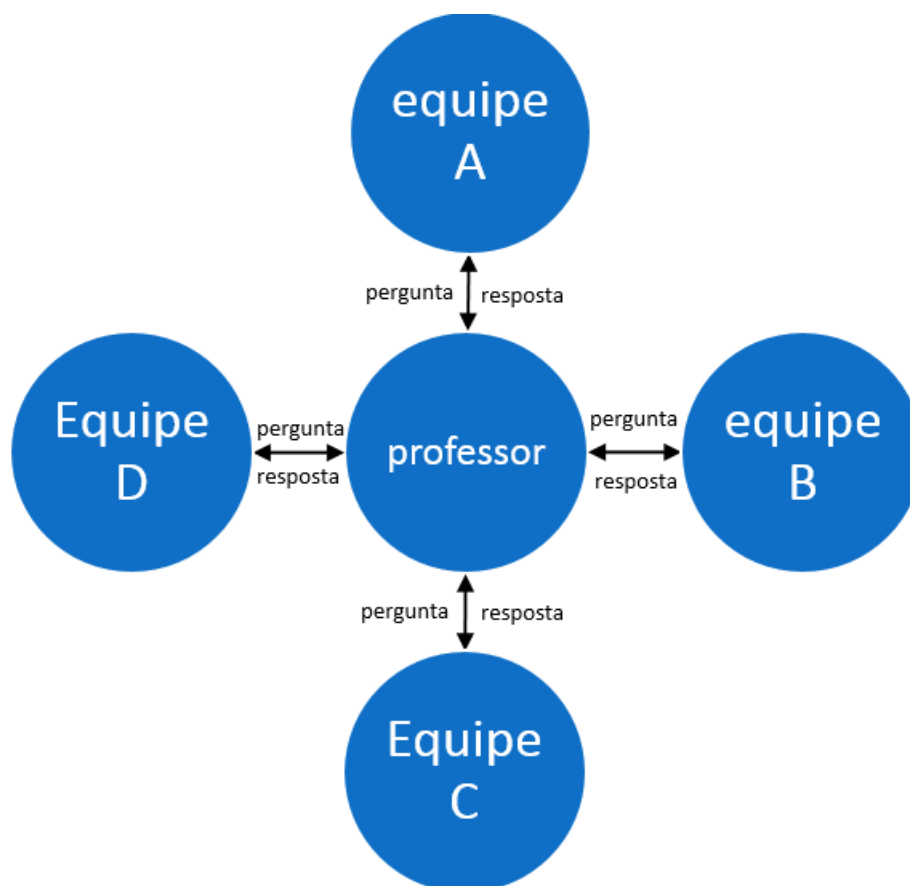 equipe
A
pergunta
resposta
Equipe
D
pergunta
resposta
professor
pergunta
resposta
equipe
B
pergunta
resposta
Equipe
C